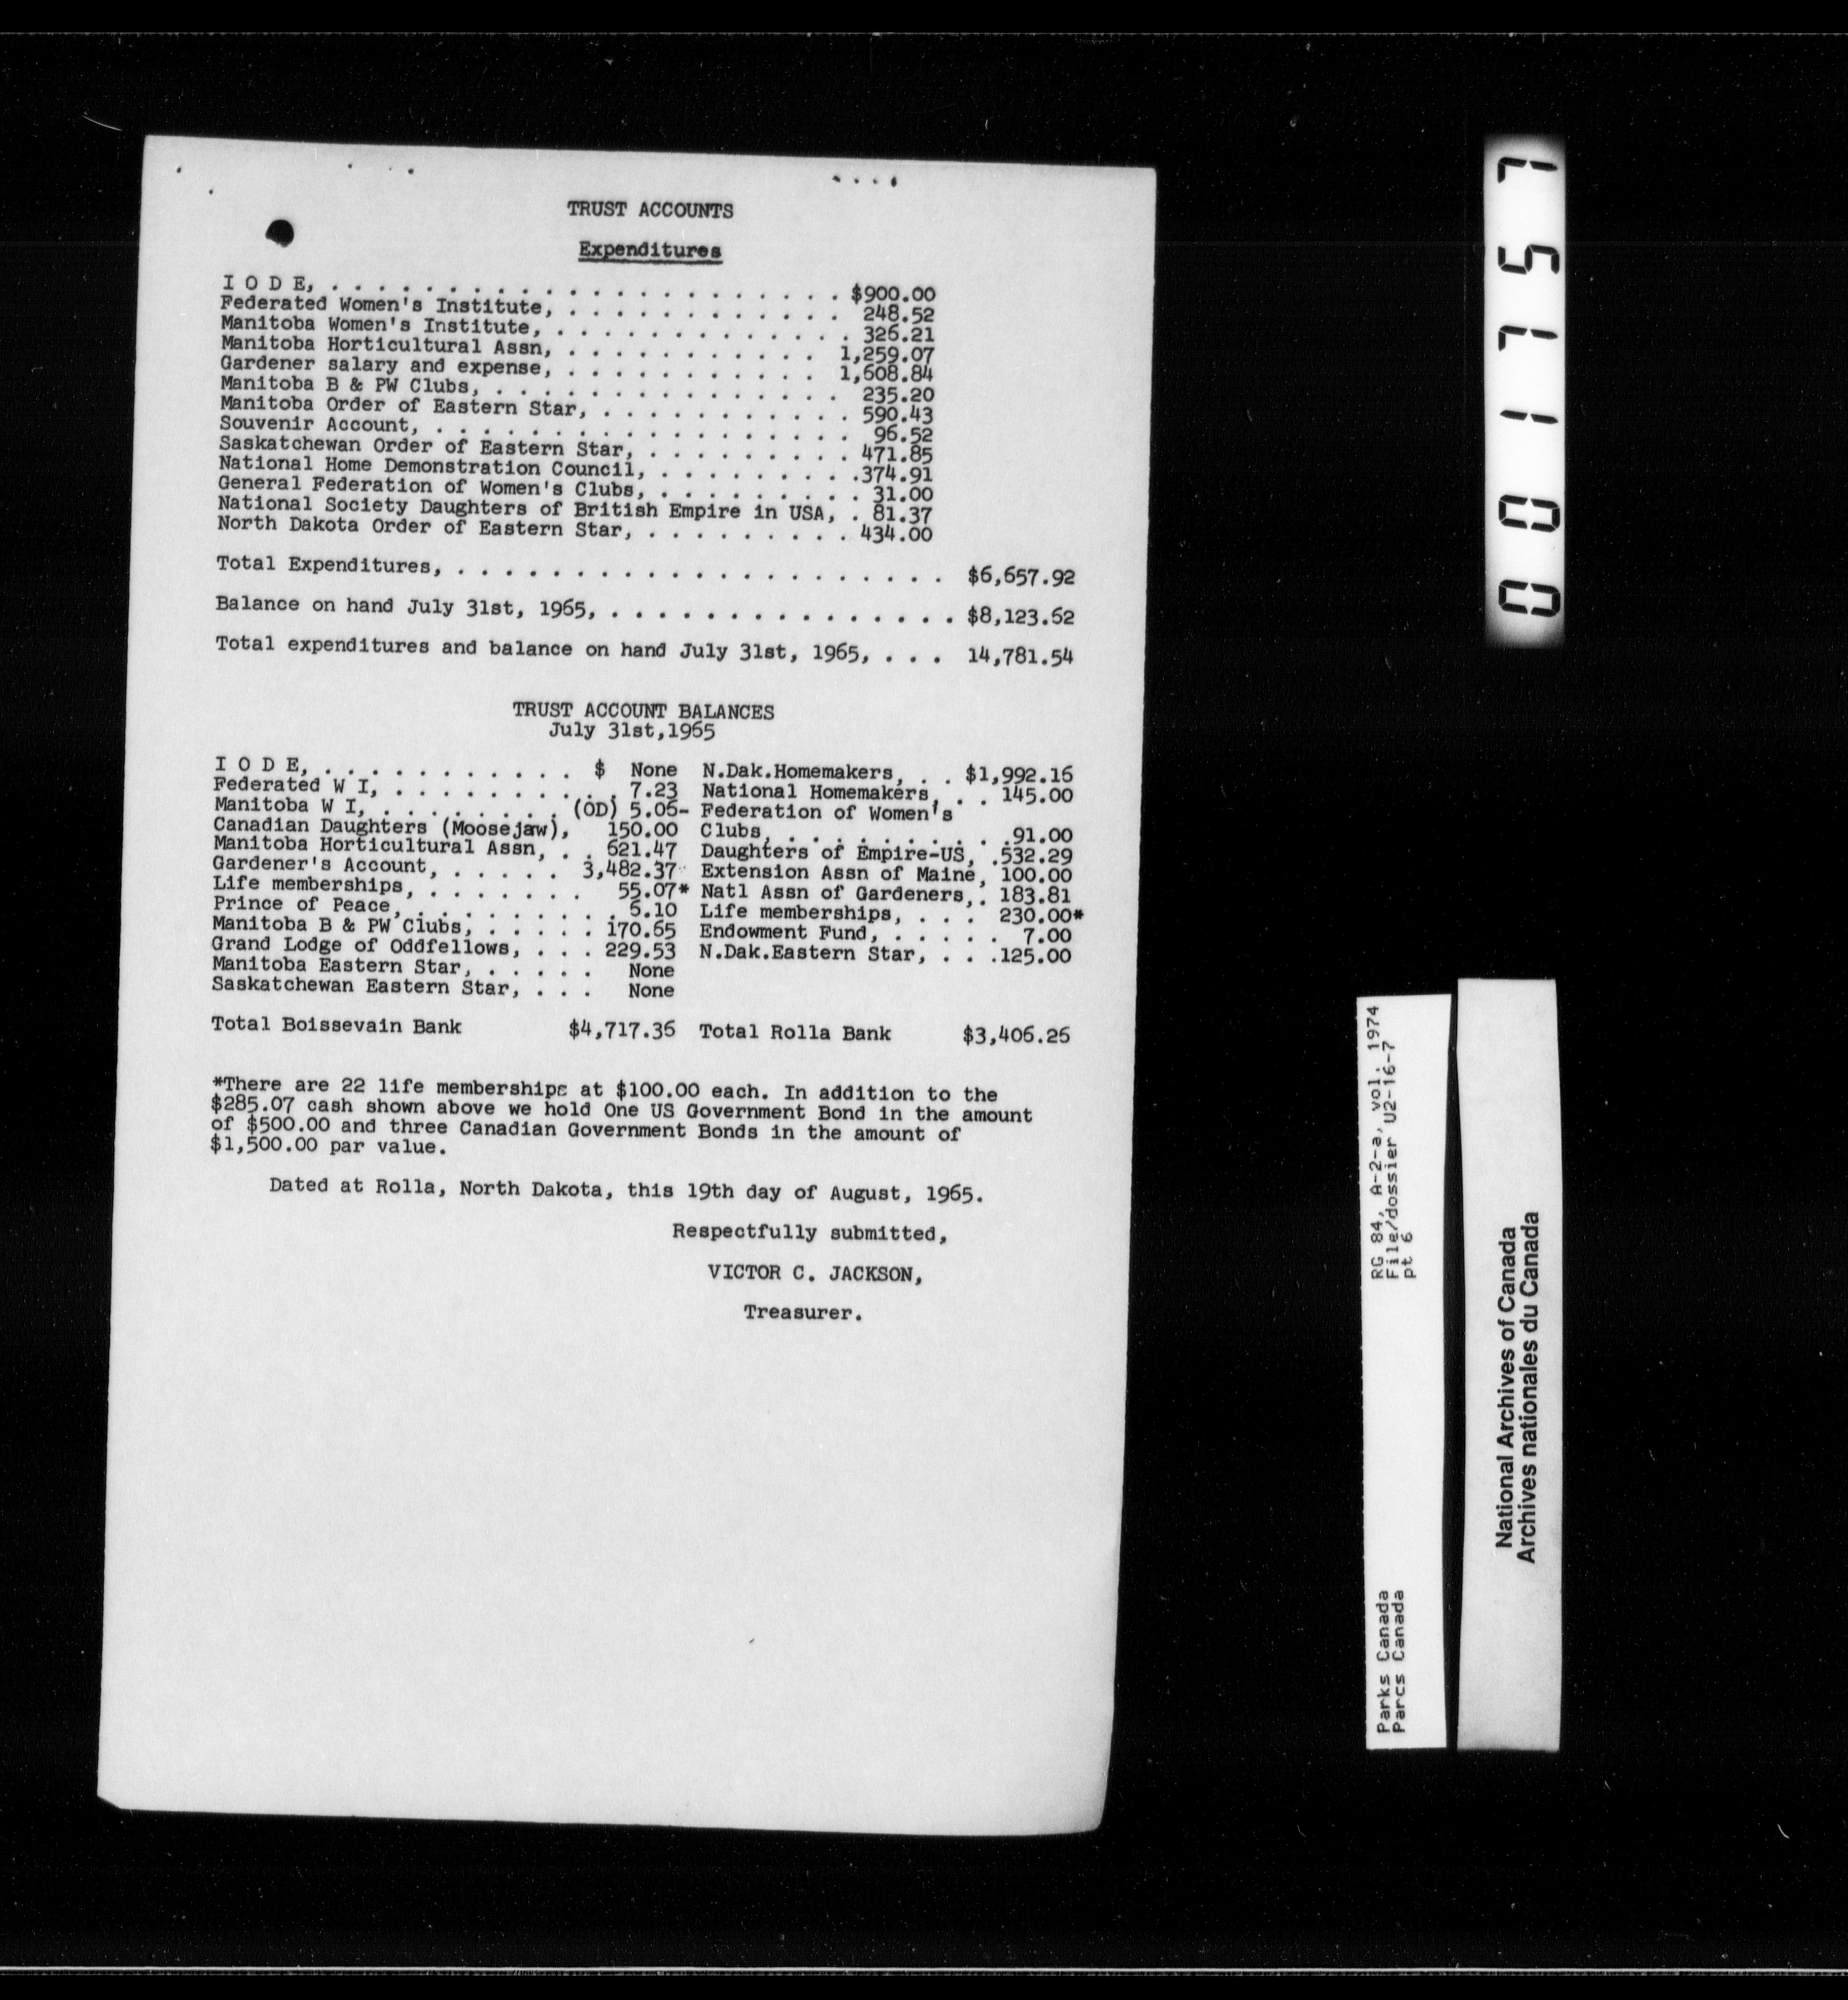 TRUST ACCOUNTS
Expenditures
I O D E, . . . . . . . . . . . . . . . . . . . . . . $900.00
Federated Women's Institute, . . . . . . . . . . . . 248.52
Manitoba Women's Institute, . . . . . . . . . . . . . 326.21
Manitoba Horticultural Assn, . . . . . . . . . . . 1,259.07
Gardener salary and expense, . . . . . . . . . . . 1,608.84
Manitoba B & PW Clubs, . . . . . . . . . . . . . . . 235.20
Manitoba Order of Eastern Star, . . . . . . . . . . . 590.43
Souvenir Account, . . . . . . . . . . . . . . . . . . 96.52
Saskatchewan Order of Eastern Star, . . . . . . . . . 471.85
National Home Demonstration Council, . . . . . . . . .374.91
General Federation of Women's Clubs, . . . . . . . . . 31.00
National Society Daughters of British Empire in USA, . 81.37
North Dakota Order of Eastern Star, . . . . . . . . . 434.00
Total Expenditures, . . . . . . . . . . . . . . . . . . . . . $6,657.92
Balance on hand July 31st, 1965, . . . . . . . . . . . . . . . $8,123.62
Total expenditures and balance on hand July 31st, 1965, . . . 14,781.54
TRUST ACCOUNT BALANCES
July 31st,1965
I O D E, . . . . . . . . . . . . $ None N.Dak.Homemakers, . . $1,992.16
Federated W I, . . . . . . . . . . 7.23 National Homemakers, . . 145.00
Manitoba W I, . . . . . . . . . (OD) 5.06- Federation of Women's
Canadian Daughters (Moosejaw), 150.00 Clubs, . . . . . . . . . .91.00
Manitoba Horticultural Assn, . . 621.47 Daughters of Empire-US, .532.29
Gardener's Account, . . . . . . 3,482.37 Extension Assn of Maine, 100.00
Life memberships, . . . . . . . 55.07* Natl Assn of Gardeners,. 183.81
Prince of Peace, . . . . . . . . . 6.10 Life memberships, . . . 230.00*
Manitoba B & PW Clubs, . . . . . 170.65 Endowment Fund, . . . . . . 7.00
Grand Lodge of Oddfellows, . . . 229.53 N.Dak.Eastern Star, . . .125.00
Manitoba Eastern Star, . . . . . None
Saskatchewan Eastern Star, . . . None
Total Boissevain Bank $4,717.36 Total Rolla Bank $3,406.26
*There are 22 life memberships at $100.00 each. In addition to the
$285.07 cash shown above we hold One US Government Bond in the amount
of $500.00 and three Canadian Government Bonds in the amount of
$1,500.00 par value.
Dated at Rolla, North Dakota, this 19th day of August, 1965.
Respectfully submitted,
VICTOR C. JACKSON,
Treasurer.
001757
RG 84, A-2-a, vol. 1974
File/dossier U2-16-7
pt 6
Parks Canada
Parcs Canada
National Archives of Canada
Archives nationales du Canada